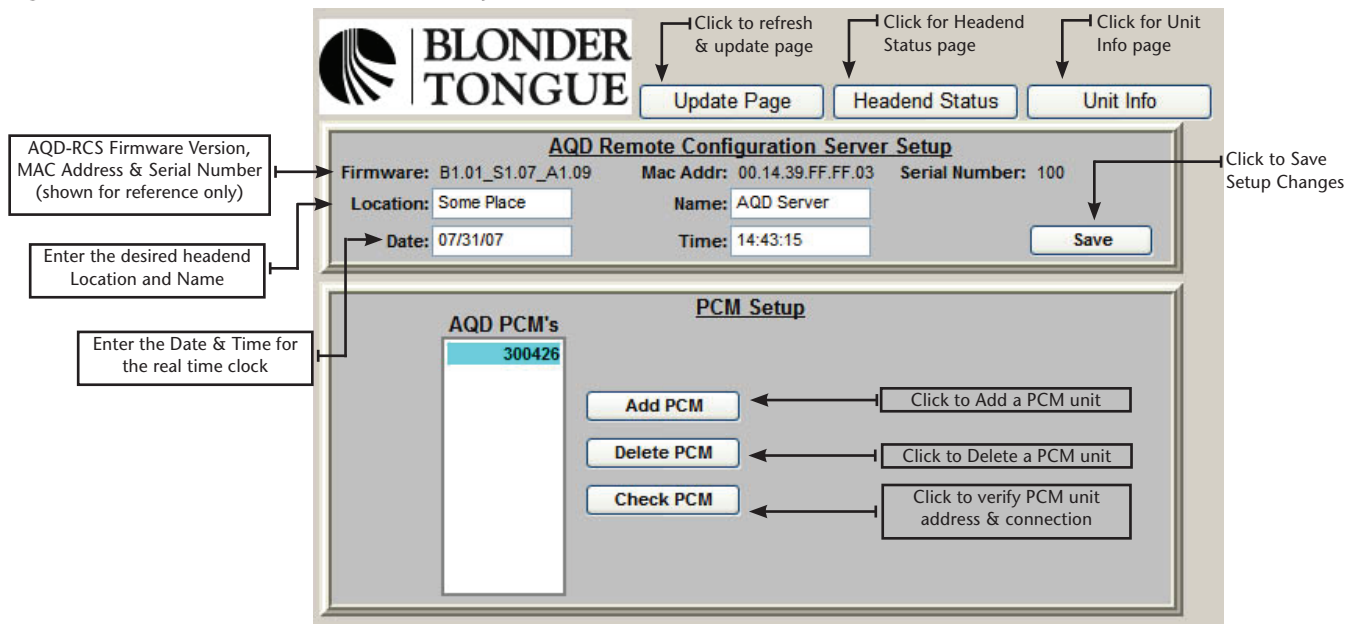 Click to refresh
& update page
Click for Headend
Status page
Click for Unit
Info page
BLONDER
TONGUE
Update Page
Headend Status
Unit Info
AQD-RCS Firmware Version,
MAC Address & Serial Number
(shown for reference only)
AQD Remote Configuration Server Setup
Firmware: B1.01_S1.07_A1.09 Mac Addr: 00.14.39.FF.FF.03 Serial Number: 100
Click to Save
Setup Changes
Location: Some Place Name: AQD Server
Date: 07/31/07 Time: 14:43:15 Save
Enter the desired headend
Location and Name
PCM Setup
AQD PCM's
300426
Enter the Date & Time for
the real time clock
Add PCM
Click to Add a PCM unit
Delete PCM
Click to Delete a PCM unit
Check PCM
Click to verify PCM unit
address & connection